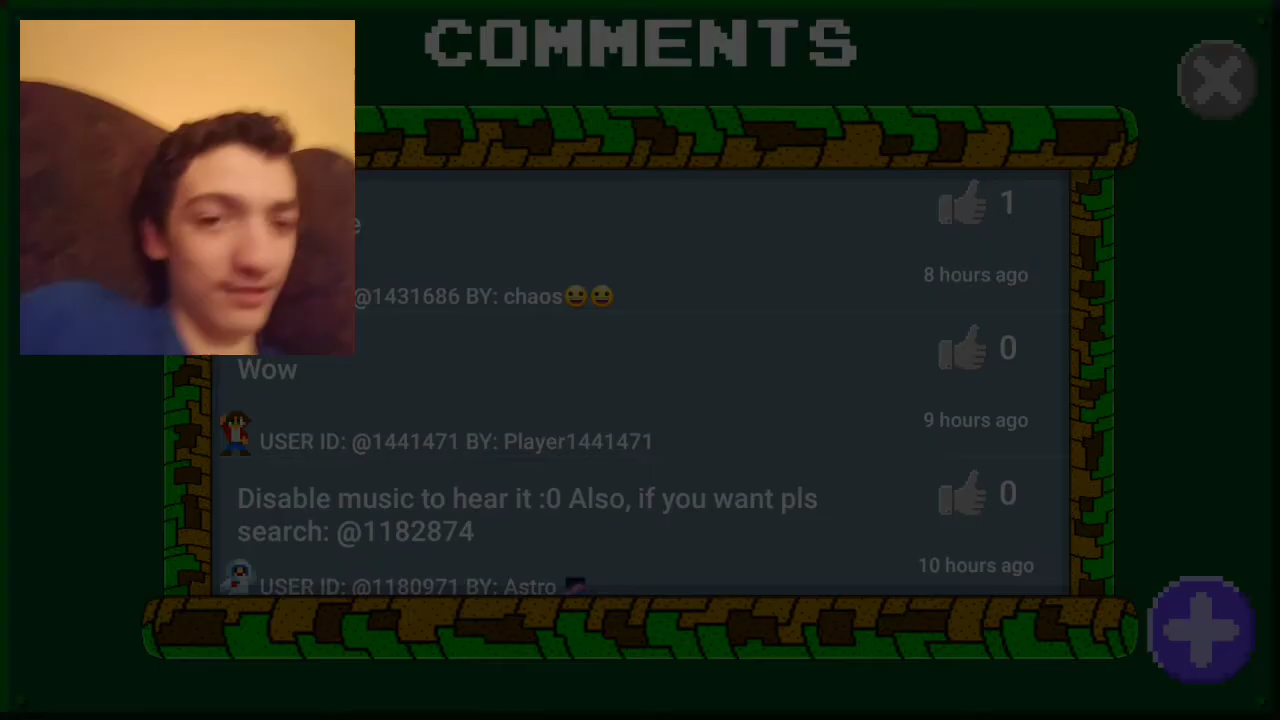 COMMENTS
e
1
8 hours ago
@1431686 BY: chaos😀😀
0
Wow
9 hours ago
USER ID: @1441471 BY: Player1441471
Disable music to hear it :0 Also, if you want pls
0
search: @1182874
10 hours ago
USER ID: @1180971 BY: Astro